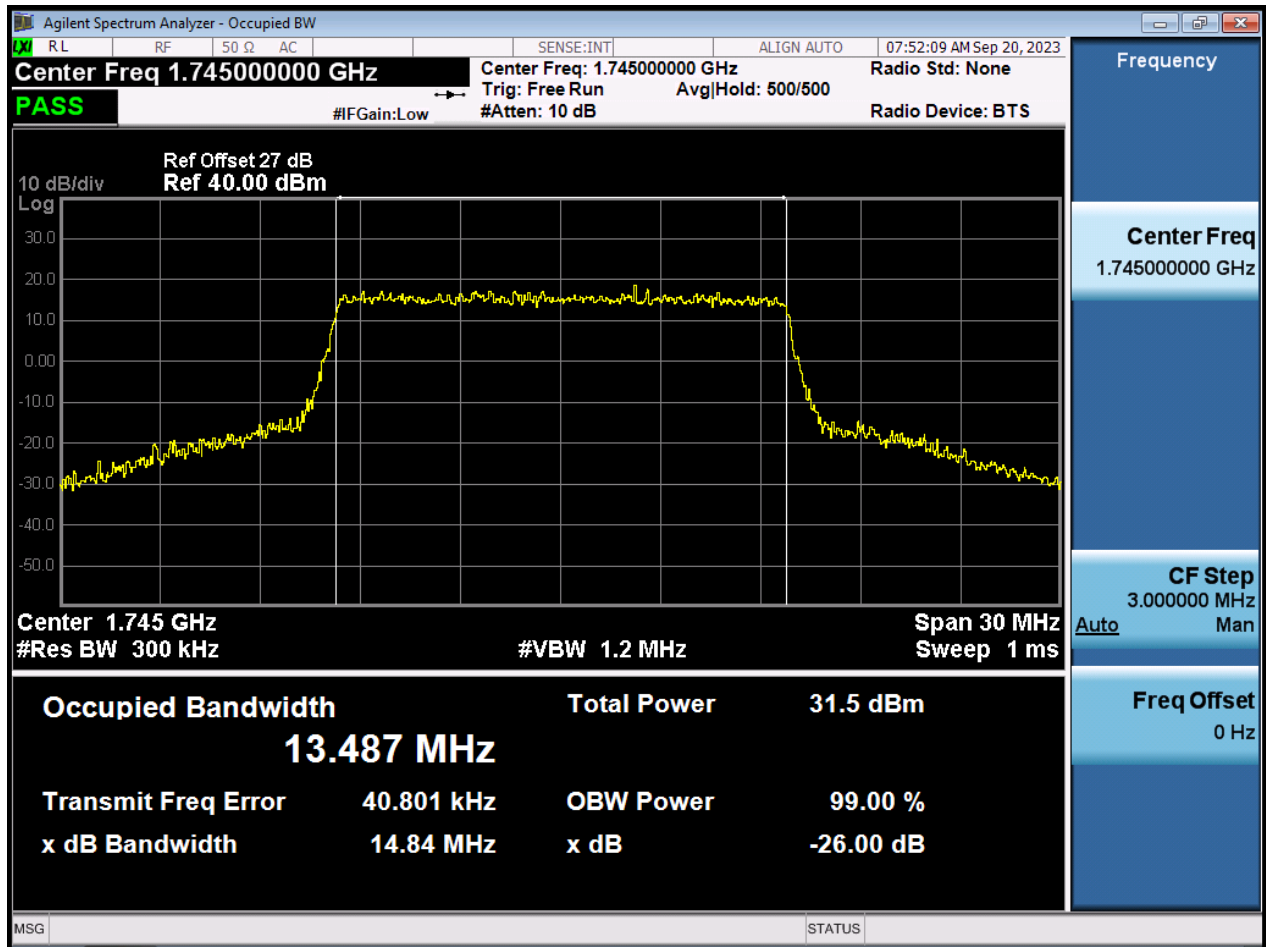 Agilent Spectrum Analyzer - Occupied BW
LXI RL RF 50 Ω AC SENSE:INT ALIGN AUTO 07:52:09 AM Sep 20, 2023
Center Freq 1.745000000 GHz
Center Freq: 1.745000000 GHz
Radio Std: None
Trig: Free Run Avg|Hold: 500/500
PASS
#IFGain:Low
#Atten: 10 dB
Radio Device: BTS
Ref Offset 27 dB
10 dB/div Ref 40.00 dBm
Log
30.0
20.0
10.0
0.00
-10.0
-20.0
-30.0
-40.0
-50.0
Center 1.745 GHz Span 30 MHz
#Res BW 300 kHz #VBW 1.2 MHz Sweep 1 ms
Occupied Bandwidth Total Power 31.5 dBm
13.487 MHz
Transmit Freq Error 40.801 kHz OBW Power 99.00 %
x dB Bandwidth 14.84 MHz x dB -26.00 dB
MSG STATUS
Frequency
Center Freq
1.745000000 GHz
CF Step
3.000000 MHz
Auto Man
Freq Offset
0 Hz